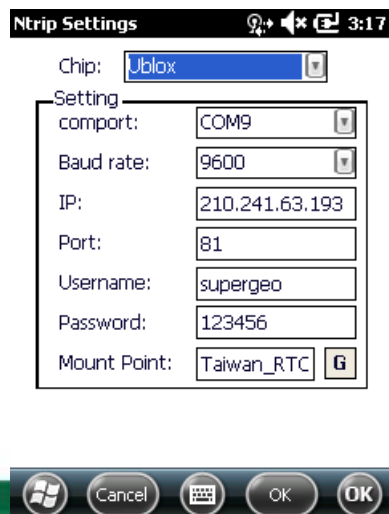 Ntrip Settings 3:17
Chip: Ublox
Setting
comport: COM9
Baud rate: 9600
IP: 210.241.63.193
Port: 81
Username: supergeo
Password: 123456
Mount Point: Taiwan_RTC G
Cancel OK OK